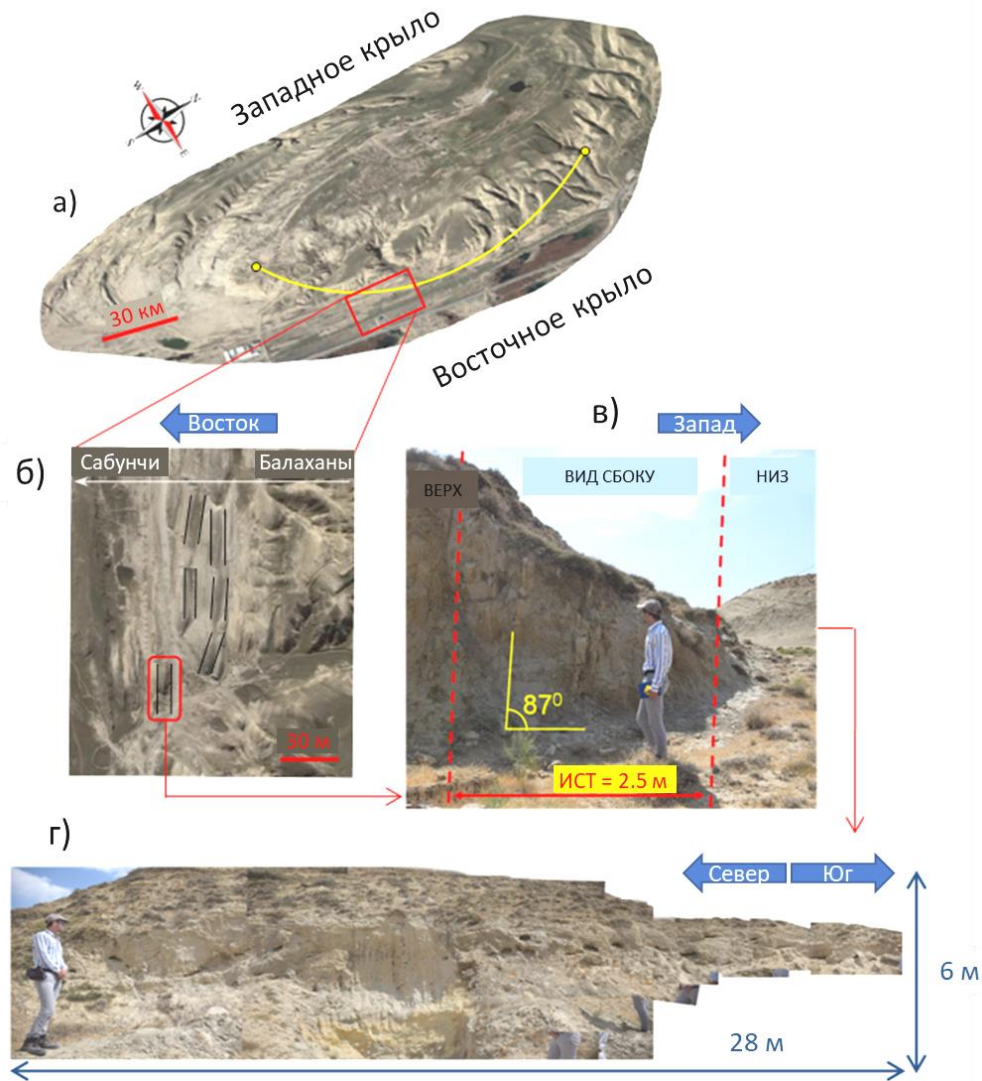 Западное крыло
W
N
S
E
а)
30 км
Восточное крыло
Восток
б)
Сабунчи
Балаханы
30 м
в)
Запад
ВЕРХ
ВИД СБОКУ
НИЗ
87⁰
ИСТ = 2.5 м
г)
Север
Юг
6 м
28 м